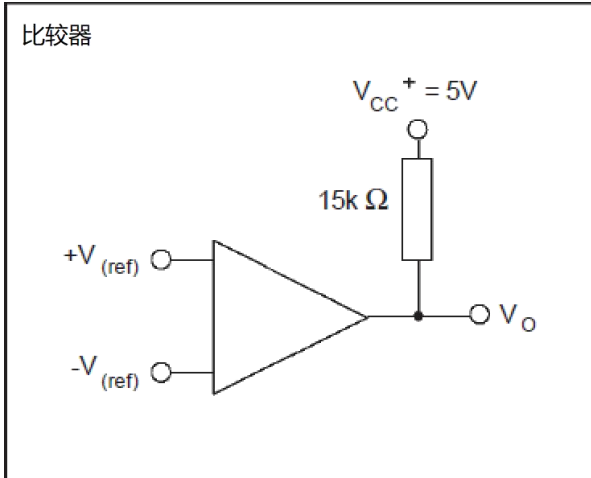 比较器
VCC+ = 5V
15k Ω
+V(ref)
-V(ref)
VO